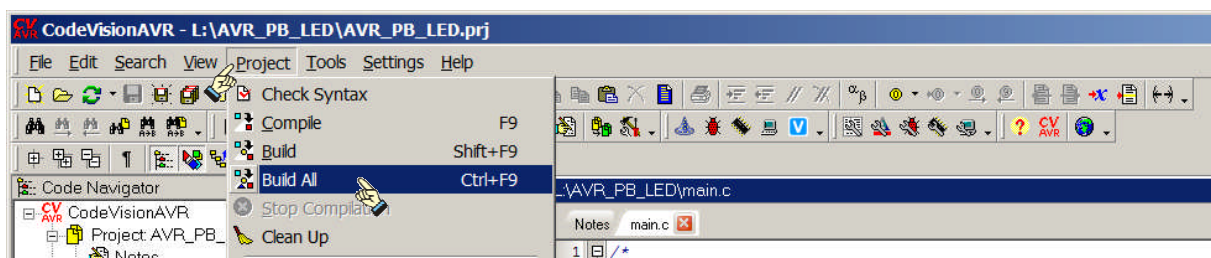 CodeVisionAVR - L:\AVR_PB_LED\AVR_PB_LED.prj
File Edit Search View Project Tools Settings Help
Check Syntax
Compile F9
Build Shift+F9
Build All Ctrl+F9
Stop Compilation
Clean Up
Code Navigator
CodeVisionAVR
Project: AVR_PB_
Notes
L:\AVR_PB_LED\main.c
Notes main.c
1 /*